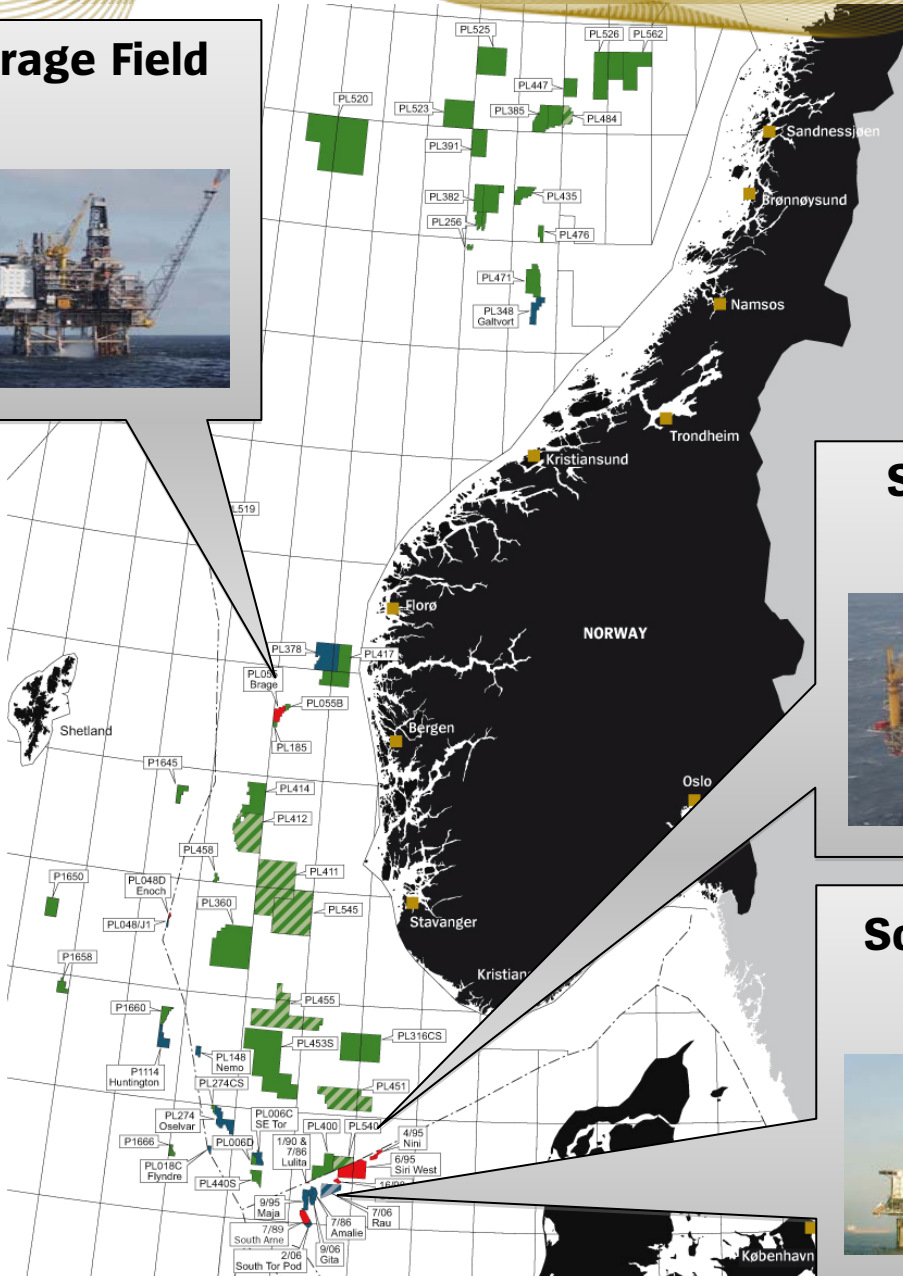 rage Field
PL525
PL526
PL562
PL447
PL520
PL523
PL385
PL484
PL391
Sandnessjøen
PL382
PL435
Brønnøysund
PL256
PL476
PL471
PL348
Galtvort
Namsos
Trondheim
Kristiansund
L519
S
Florø
NORWAY
PL378
PL417
PL055
Brage
PL055B
Shetland
Bergen
PL185
P1645
PL414
Oslo
PL412
PL458
PL411
P1650
PL048D
Enoch
PL360
PL545
PL048/J1
Stavanger
So
P1658
Kristian
PL455
P1660
PL316CS
PL453S
PL148
Nemo
P1114
Huntington
PL274CS
PL451
PL274
Oselvar
PL006C
SE Tor
PL400
PL540
4/95
Nini
P1666
PL006D
1/90 &
7/86
Lulita
6/95
Siri West
PL018C
Flyndre
PL440S
9/95
Maja
7/86
Amalie
7/06
Rau
7/89
South Arne
9/06
Gita
2/06
South Tor Pod
København